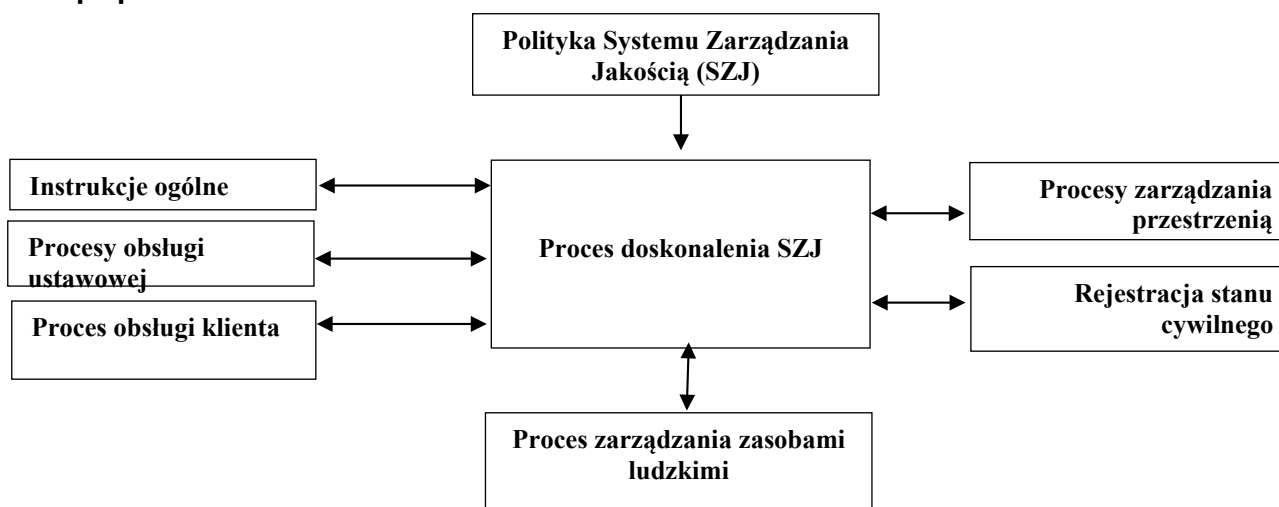 Polityka Systemu Zarządzania
Jakością (SZJ)
Instrukcje ogólne
Procesy obsługi
ustawowej
Proces obsługi klienta
Proces doskonalenia SZJ
Procesy zarządzania
przestrzenią
Rejestracja stanu
cywilnego
Proces zarządzania zasobami
ludzkimi